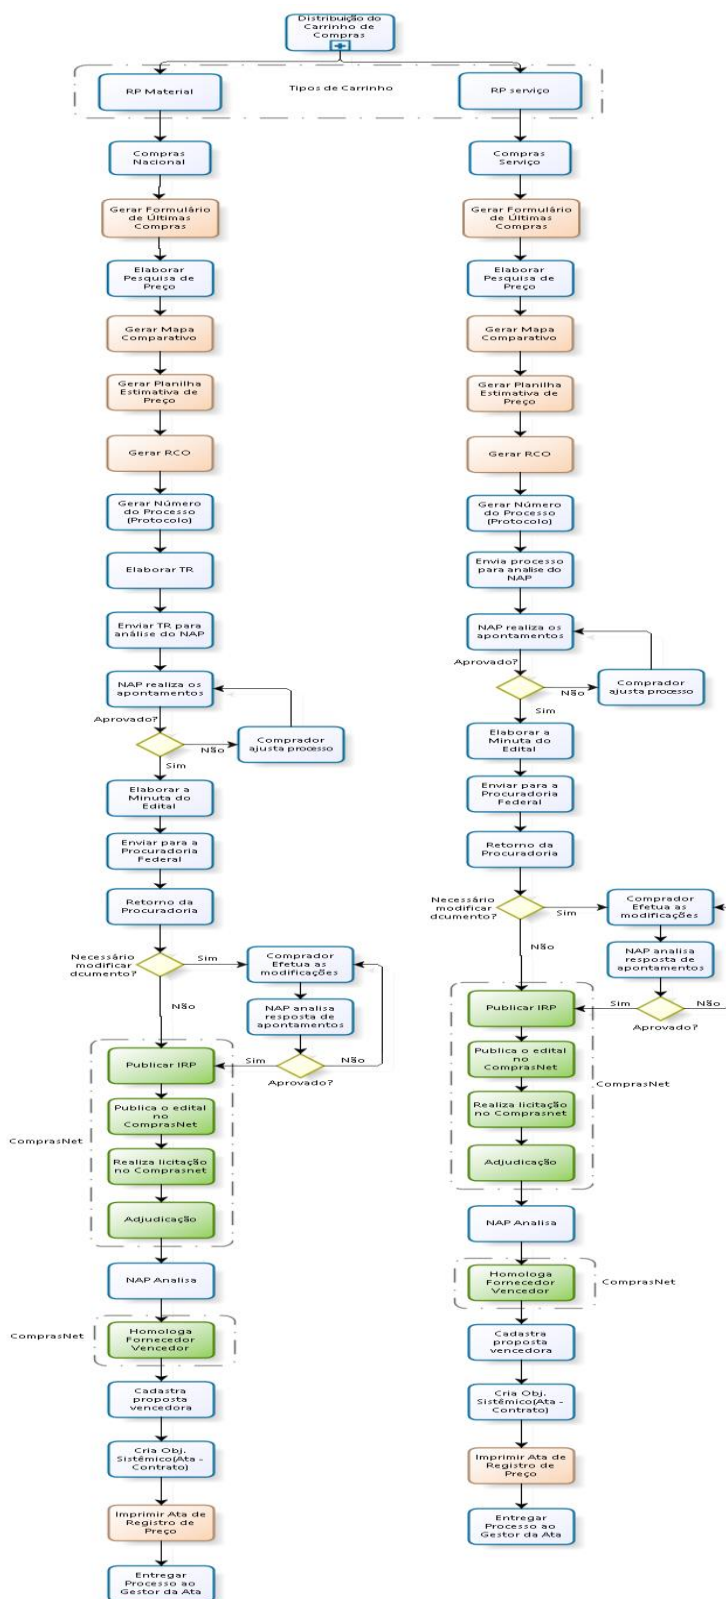 Distribuição do
Carrinho de
Compras
Tipos de Carrinho
RP Material
Compras
Nacional
Gerar Formulário
de Últimas
Compras
Elaborar
Pesquisa de
Preço
Gerar Mapa
Comparativo
Gerar Planilha
Estimativa de
Preço
Gerar RCO
Gerar Número
do Processo
(Protocolo)
Elaborar TR
Enviar TR para
análise do NAP
NAP realiza os
apontamentos
Aprovado?
Não
Comprador
ajusta processo
Sim
Elaborar a
Minuta do
Edital
Enviar para a
Procuradoria
Federal
Retorno da
Procuradoria
Necessário
modificar
dcumento?
Sim
Comprador
Efetua as
modificações
NAP analisa
resposta de
apontamentos
Não
Sim
Não
Aprovado?
Publicar IRP
Publica o edital
no
ComprasNet
ComprasNet
Realiza licitação
no Comprasnet
Adjudicação
NAP Analisa
ComprasNet
Homologa
Fornecedor
Vencedor
Cadastra
proposta
vencedora
Cria Obj.
Sistêmico(Ata -
Contrato)
Imprimir Ata de
Registro de
Preço
Entregar
Processo ao
Gestor da Ata
RP serviço
Compras
Serviço
Gerar Formulário
de Últimas
Compras
Elaborar
Pesquisa de
Preço
Gerar Mapa
Comparativo
Gerar Planilha
Estimativa de
Preço
Gerar RCO
Gerar Número
do Processo
(Protocolo)
Envia processo
para analise do
NAP
NAP realiza os
apontamentos
Aprovado?
Não
Comprador
ajusta processo
Sim
Elaborar a
Minuta do
Edital
Enviar para a
Procuradoria
Federal
Retorno da
Procuradoria
Necessário
modificar
dcumento?
Sim
Comprador
Efetua as
modificações
NAP analisa
resposta de
apontamentos
Não
Sim
Não
Aprovado?
Publicar IRP
Publica o edital
no
ComprasNet
ComprasNet
Realiza licitação
no Comprasnet
Adjudicação
NAP Analisa
Homologa
Fornecedor
Vencedor
ComprasNet
Cadastra
proposta
vencedora
Cria Obj.
Sistêmico(Ata -
Contrato)
Imprimir Ata de
Registro de
Preço
Entregar
Processo ao
Gestor da Ata